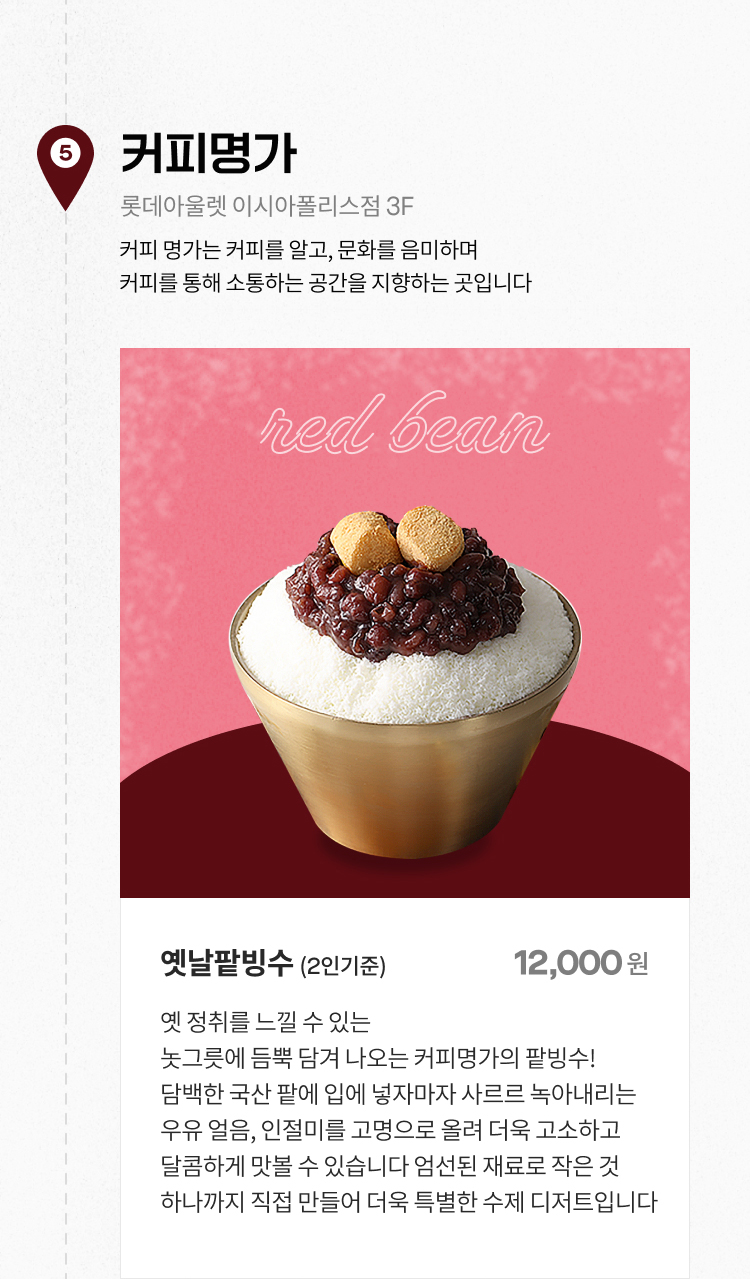 5
커피명가
롯데아울렛 이시아폴리스점 3F
커피 명가는 커피를 알고, 문화를 음미하며
커피를 통해 소통하는 공간을 지향하는 곳입니다
red bean
옛날팥빙수 (2인기준) 12,000원
옛 정취를 느낄 수 있는
놋그릇에 듬뿍 담겨 나오는 커피명가의 팥빙수!
담백한 국산 팥에 입에 넣자마자 사르르 녹아내리는
우유 얼음, 인절미를 고명으로 올려 더욱 고소하고
달콤하게 맛볼 수 있습니다 엄선된 재료로 작은 것
하나까지 직접 만들어 더욱 특별한 수제 디저트입니다